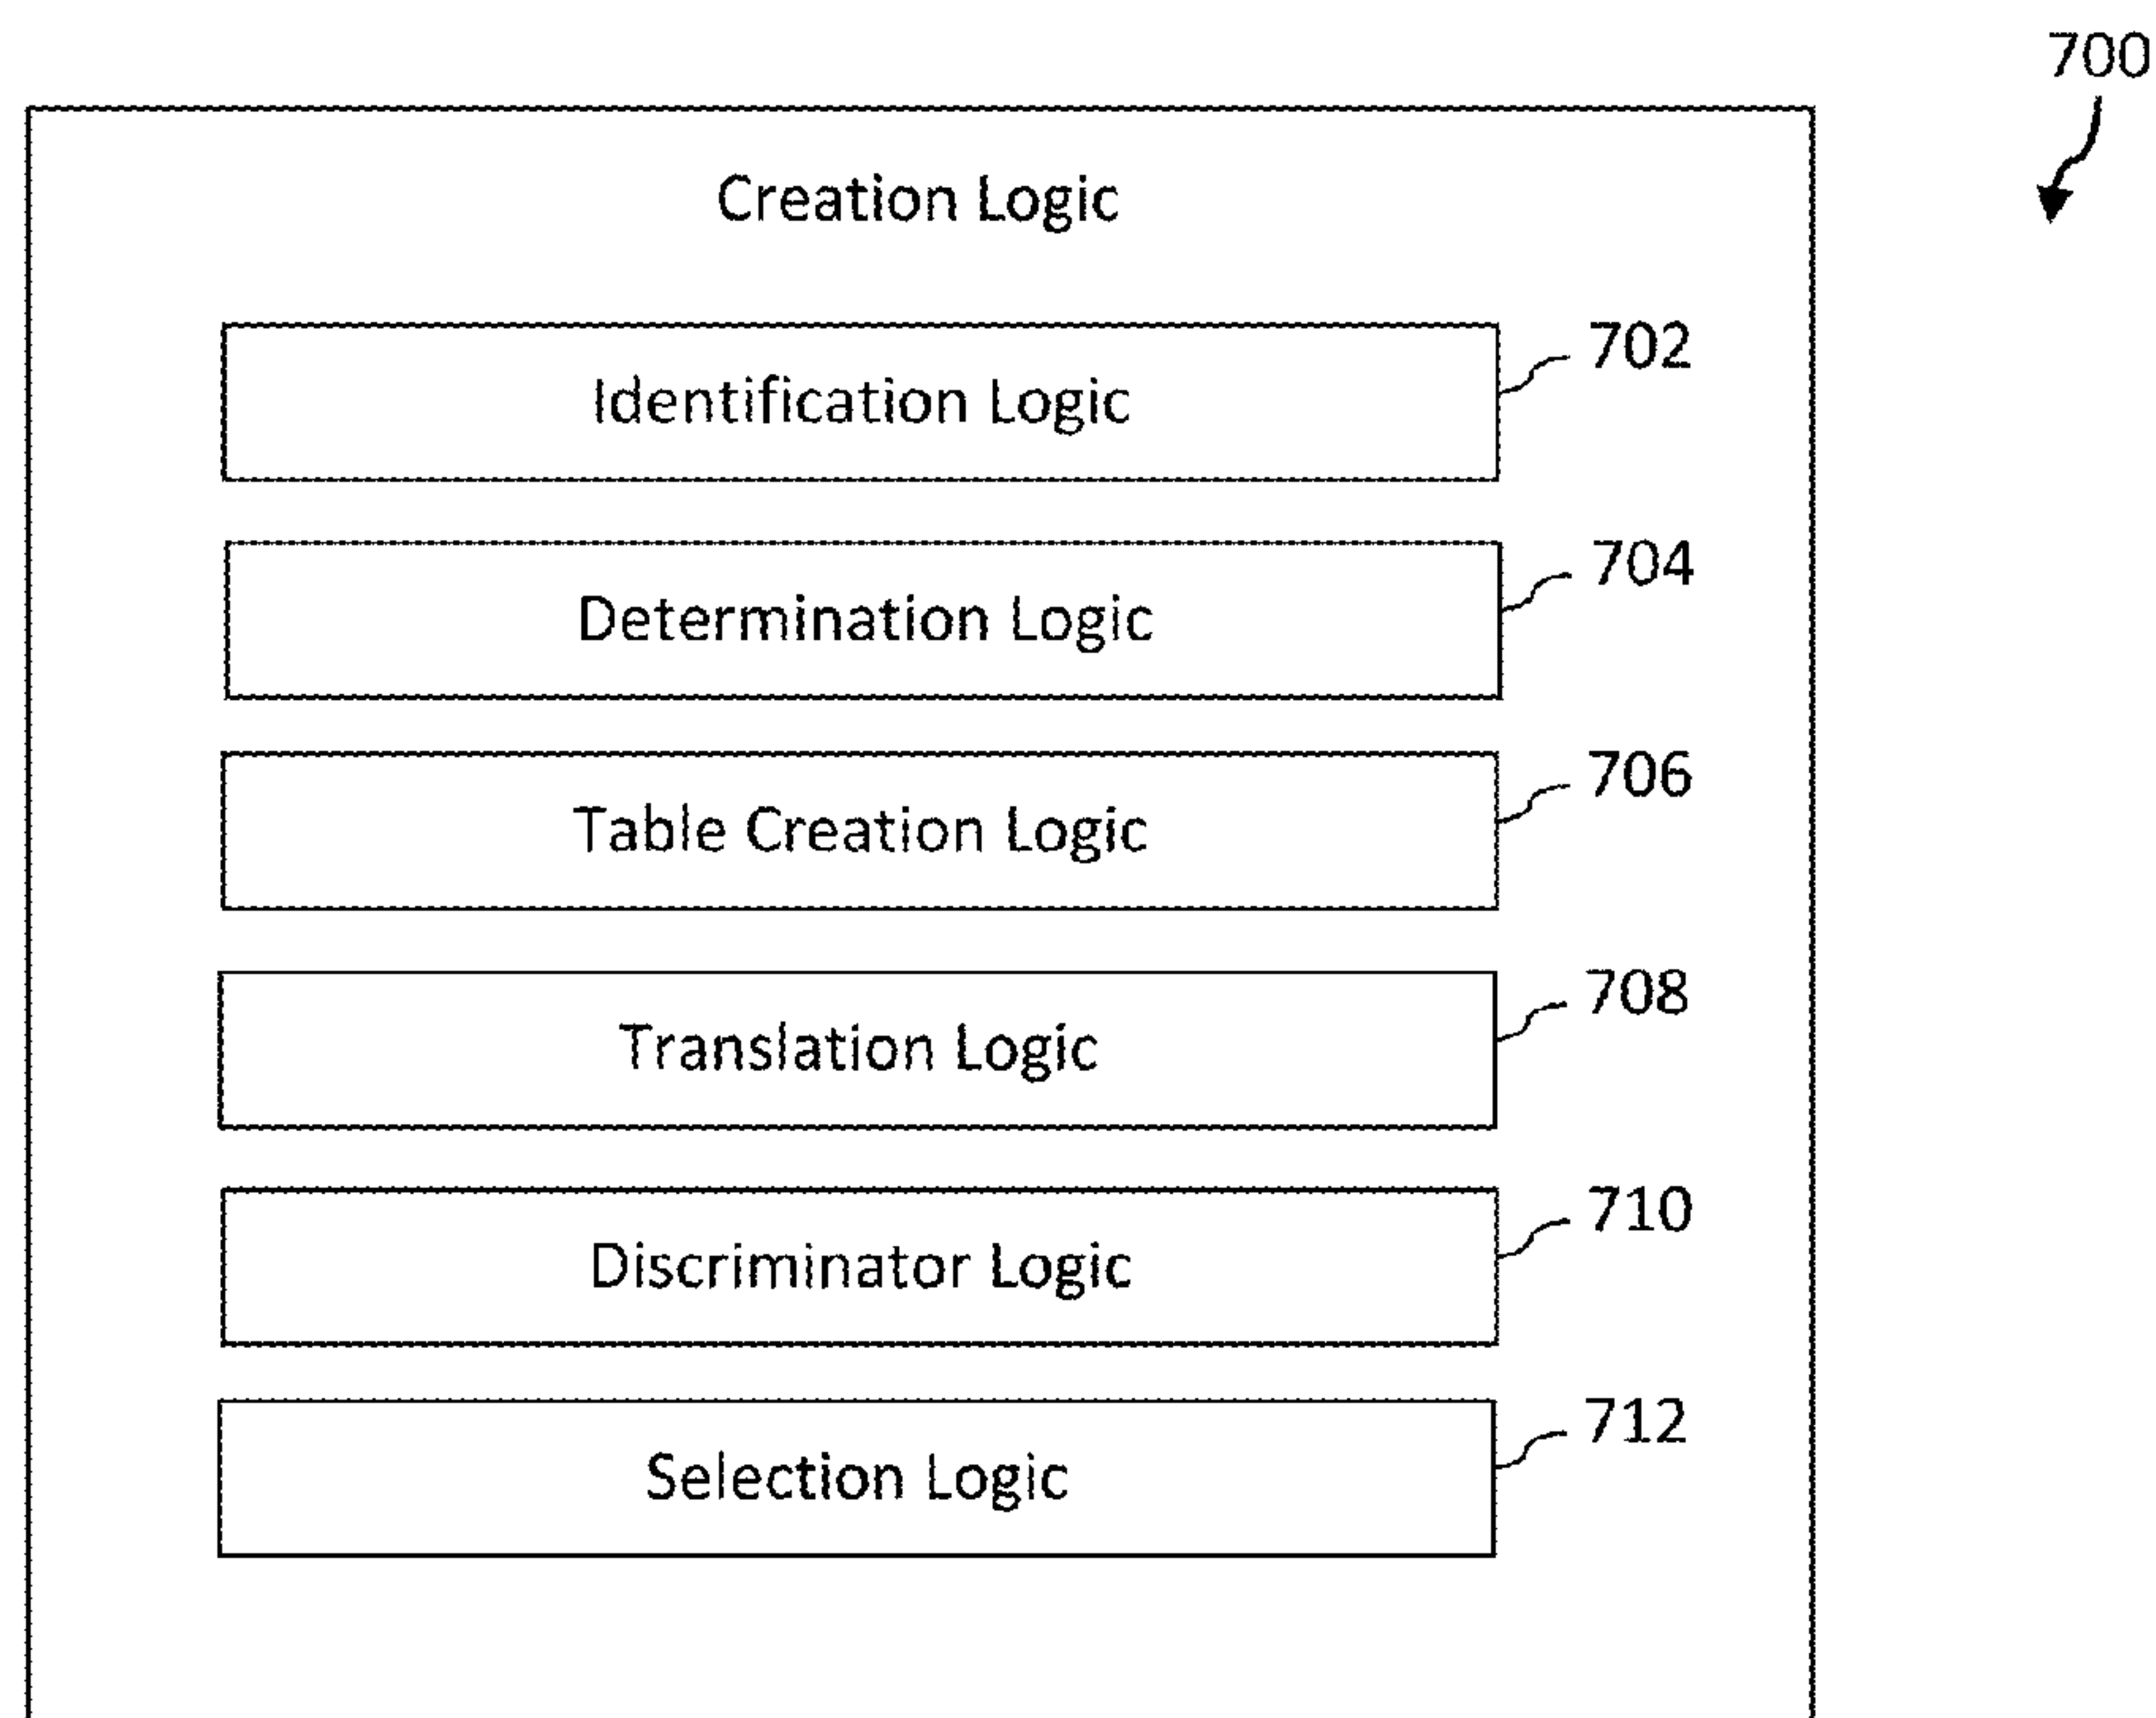 700
Creation Logic
702
Identification Logic
704
Determination Logic
706
Table Creation Logic
708
Translation Logic
710
Discriminator Logic
712
Selection Logic